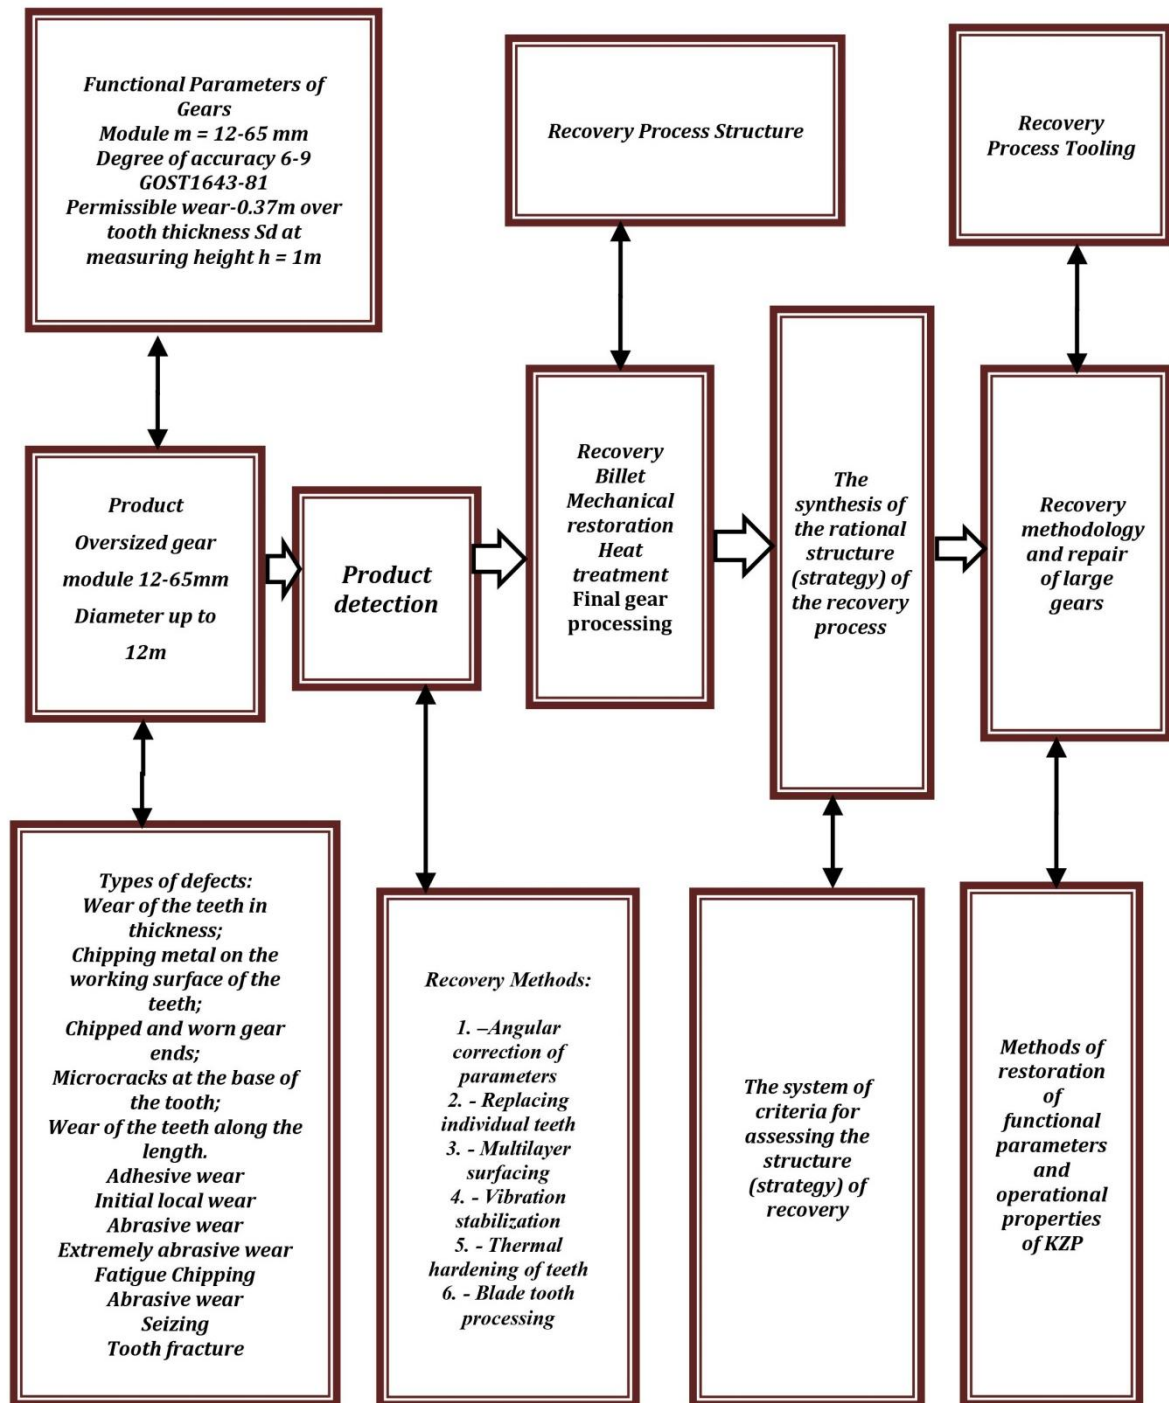 Functional Parameters of
Gears
Module m = 12-65 mm
Degree of accuracy 6-9
GOST1643-81
Permissible wear-0.37m over
tooth thickness Sd at
measuring height h = 1m
Recovery Process Structure
Recovery
Process Tooling
Product
Oversized gear
module 12-65mm
Diameter up to
12m
Product
detection
Recovery
Billet
Mechanical
restoration
Heat
treatment
Final gear
processing
The
synthesis of
the rational
structure
(strategy) of
the recovery
process
Recovery
methodology
and repair
of large
gears
Types of defects:
Wear of the teeth in
thickness;
Chipping metal on the
working surface of the
teeth;
Chipped and worn gear
ends;
Microcracks at the base of
the tooth;
Wear of the teeth along the
length.
Adhesive wear
Initial local wear
Abrasive wear
Extremely abrasive wear
Fatigue Chipping
Abrasive wear
Seizing
Tooth fracture
Recovery Methods:
1. –Angular
correction of
parameters
2. - Replacing
individual teeth
3. - Multilayer
surfacing
4. - Vibration
stabilization
5. - Thermal
hardening of teeth
6. - Blade tooth
processing
The system of
criteria for
assessing the
structure
(strategy) of
recovery
Methods of
restoration
of
functional
parameters
and
operational
properties
of KZP